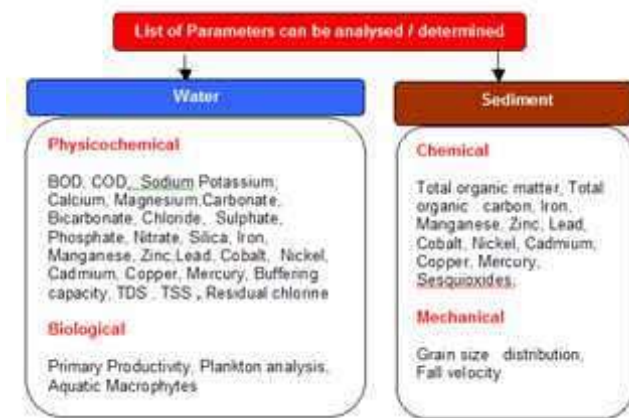 List of Parameters can be analysed / determined
Water
Physicochemical
BOD, COD, Sodium Potassium,
Calcium, Magnesium,Carbonate,
Bicarbonate, Chloride, Sulphate,
Phosphate, Nitrate, Silica, Iron,
Manganese, Zinc,Lead, Cobalt, Nickel,
Cadmium, Copper, Mercury, Buffering
capacity, TDS , TSS , Residual chlorine
Biological
Primary Productivity, Plankton analysis,
Aquatic Macrophytes
Sediment
Chemical
Total organic matter, Total
organic carbon, Iron,
Manganese, Zinc, Lead,
Cobalt, Nickel, Cadmium,
Copper, Mercury,
Sesquioxides,
Mechanical
Grain size distribution,
Fall velocity